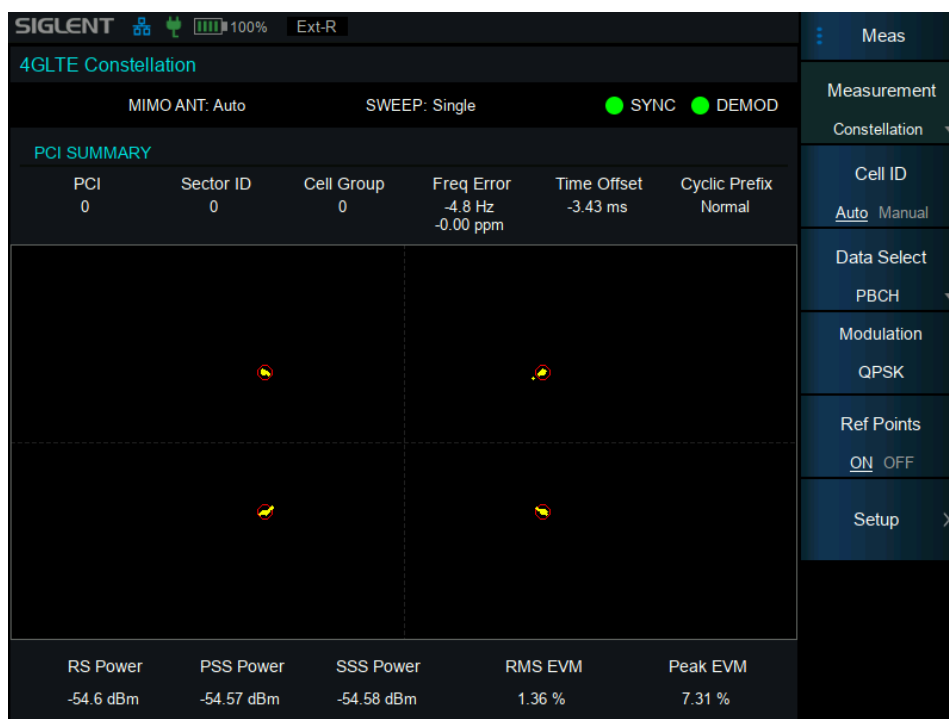 SIGLENT 100% Ext-R
4GLTE Constellation
MIMO ANT: Auto SWEEP: Single SYNC DEMOD
PCI SUMMARY
PCI Sector ID Cell Group Freq Error Time Offset Cyclic Prefix
0 0 0 -4.8 Hz -3.43 ms Normal
-0.00 ppm
RS Power PSS Power SSS Power RMS EVM Peak EVM
-54.6 dBm -54.57 dBm -54.58 dBm 1.36 % 7.31 %
Meas
Measurement
Constellation
Cell ID
Auto Manual
Data Select
PBCH
Modulation
QPSK
Ref Points
ON OFF
Setup